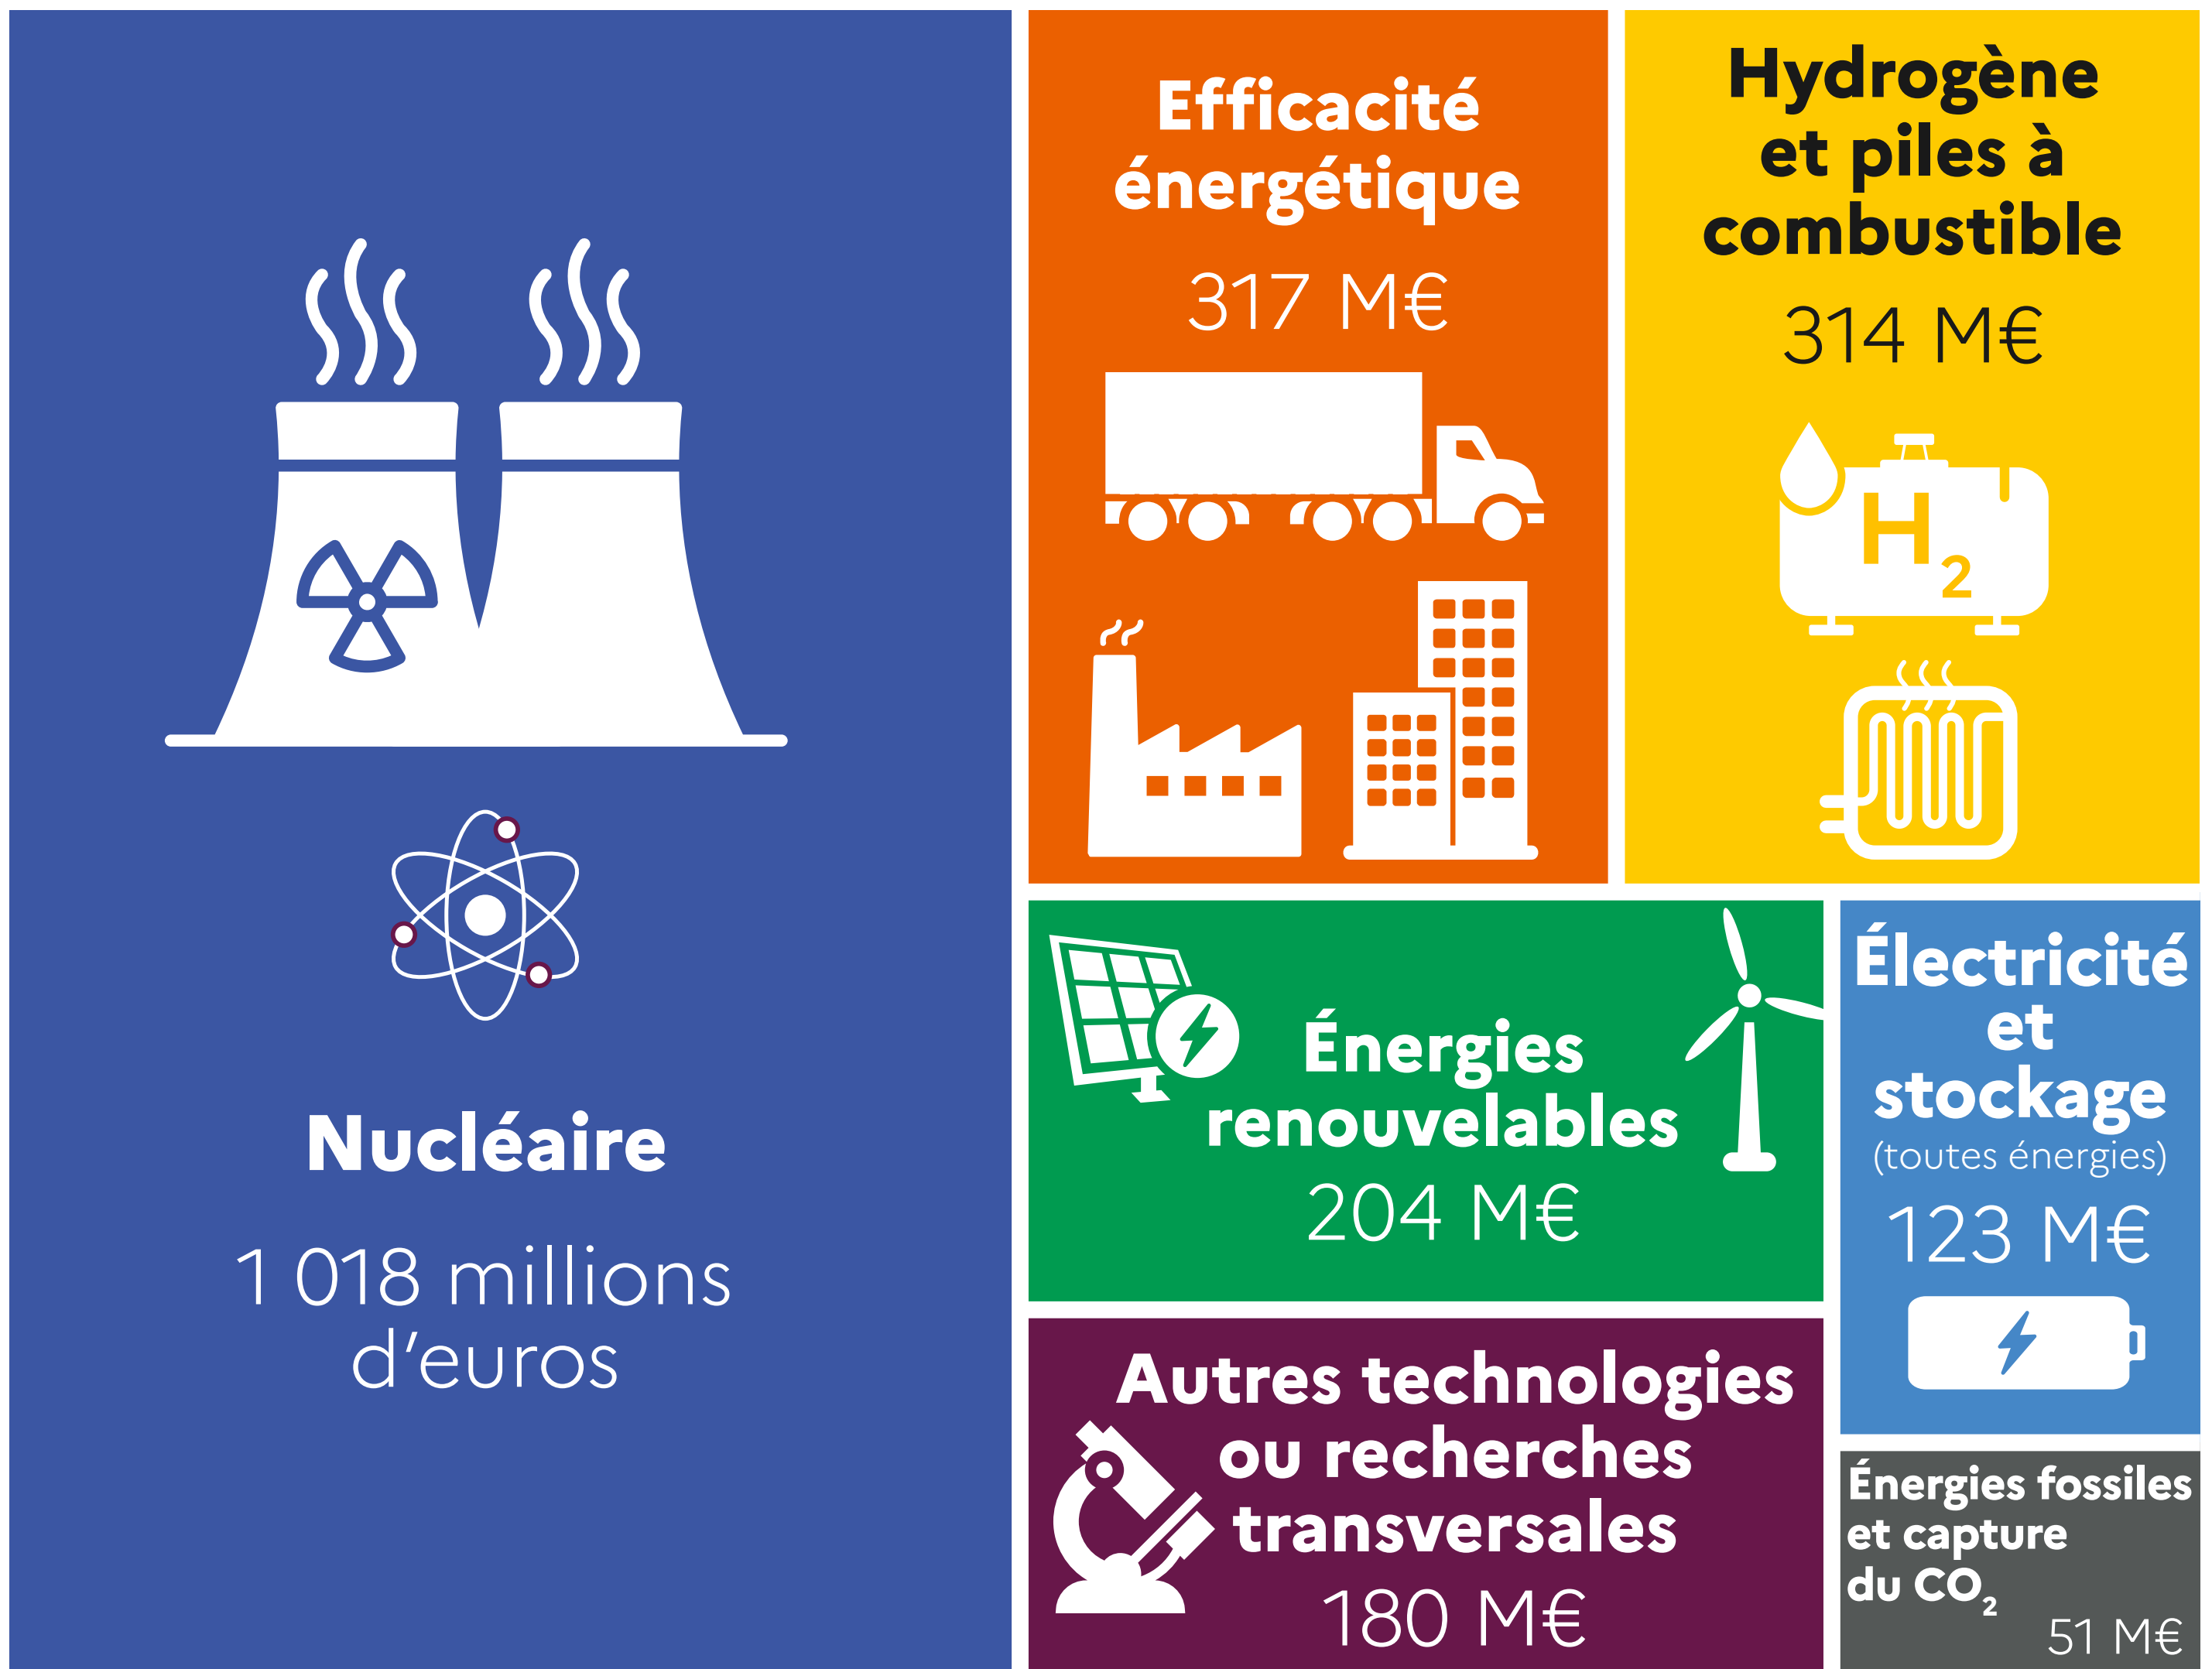 Nucléaire
1 018 millions
d'euros
Efficacité
énergétique
317 M€
Hydrogène
et piles à
combustible
314 M€
H2
Énergies
renouvelables
204 M€
Électricité
et
stockage
(toutes énergies)
123 M€
Autres technologies
ou recherches
transversales
180 M€
Énergies fossiles
et capture
du CO2
51 M€